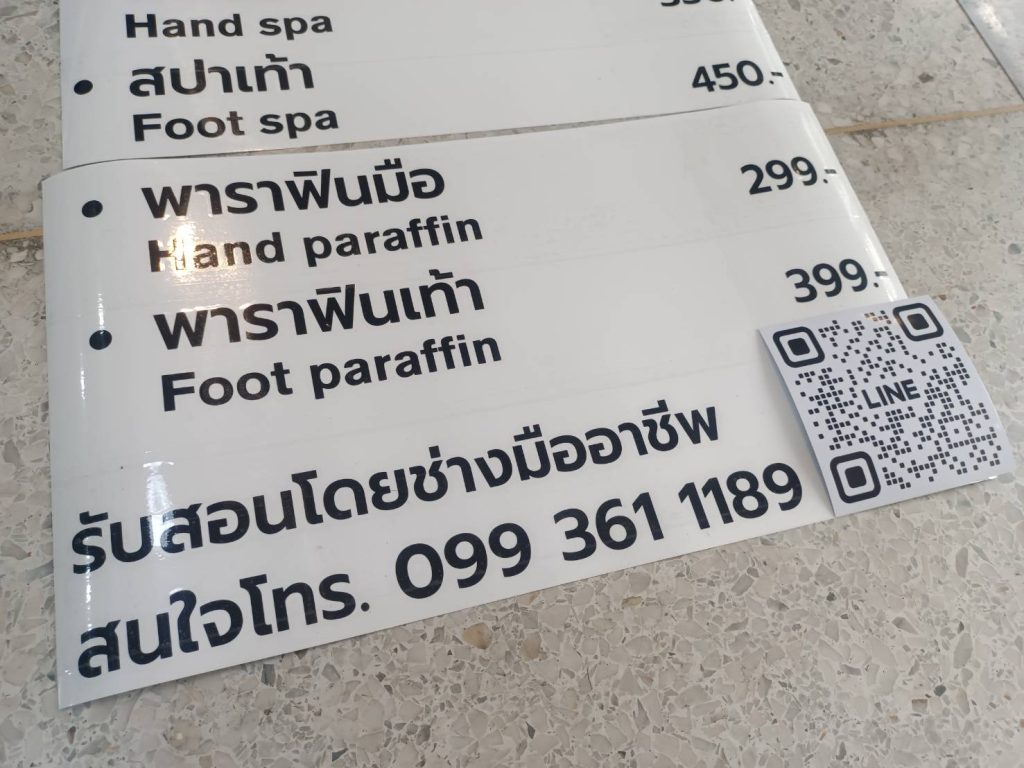 Hand spa
• สปาเท้า 450.-
Foot spa
• พาราฟินมือ 299.-
Hand paraffin
• พาราฟินเท้า 399.-
Foot paraffin
LINE
รับสอนโดยช่างมืออาชีพ
สนใจโทร. 099 361 1189